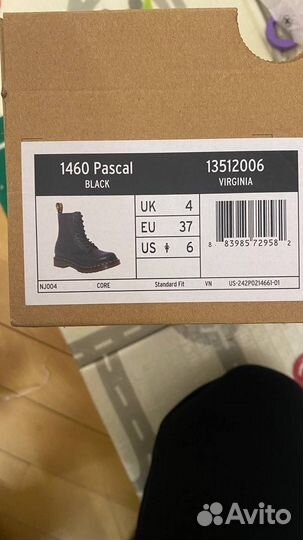 1460 Pascal
BLACK
13512006
VIRGINIA
UK 4
EU 37
US 6
8 83985 72958 2
NJ004 CORE Standard Fit VN US-242P0214661-01
Avito